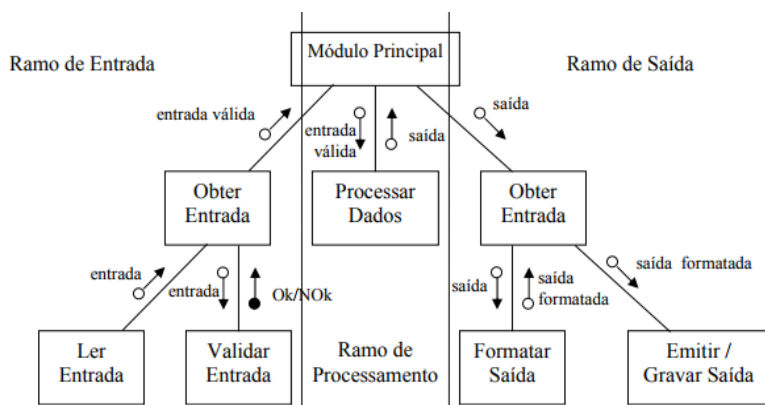 Módulo Principal
Ramo de Entrada
Ramo de Saída
entrada válida
entrada
válida
saída
saída
Obter
Entrada
Processar
Dados
Obter
Entrada
entrada
entrada
Ok/NOk
saída
saída
formatada
saída formatada
Ler
Entrada
Validar
Entrada
Ramo de
Processamento
Formatar
Saída
Emitir /
Gravar Saída